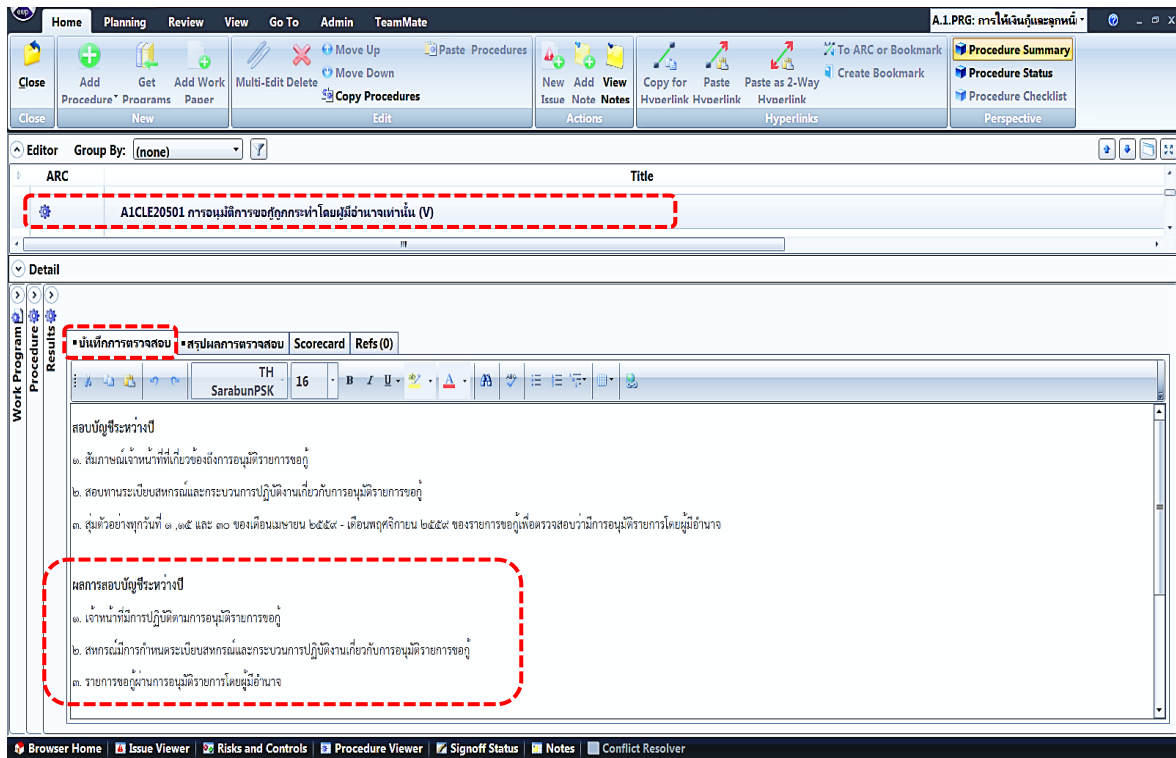 ewp Home Planning Review View Go To Admin TeamMate A.1.PRG: การให้เงินกู้และลูกหนี้
Close
Add Procedure
Get Programs
Add Work Paper
Multi-Edit
Delete
Move Up
Move Down
Copy Procedures
Paste Procedures
New Issue
Add Note
View Notes
Copy for Hyperlink
Paste Hyperlink
Paste as 2-Way Hyperlink
To ARC or Bookmark
Create Bookmark
Procedure Summary
Procedure Status
Procedure Checklist
Close New Edit Actions Hyperlinks Perspective
Editor Group By: (none)
ARC Title
A1CLE20501 การอนุมัติการขอกู้ถูกกระทำโดยผู้มีอำนาจเท่านั้น (V)
Detail
Work Program
Procedure
Results
บันทึกการตรวจสอบ สรุปผลการตรวจสอบ Scorecard Refs (0)
TH SarabunPSK 16 B I U A
สอบบัญชีระหว่างปี
๑. สัมภาษณ์เจ้าหน้าที่ที่เกี่ยวข้องถึงการอนุมัติรายการขอกู้
๒. สอบทานระเบียบสหกรณ์และกระบวนการปฏิบัติงานเกี่ยวกับการอนุมัติรายการขอกู้
๓. สุ่มตัวอย่างทุกวันที่ ๑ ,๑๕ และ ๓๐ ของเดือนเมษายน ๒๕๕๙ - เดือนพฤศจิกายน ๒๕๕๙ ของรายการขอกู้เพื่อตรวจสอบว่ามีการอนุมัติรายการโดยผู้มีอำนาจ
ผลการสอบบัญชีระหว่างปี
๑. เจ้าหน้าที่มีการปฏิบัติตามการอนุมัติรายการขอกู้
๒. สหกรณ์มีการกำหนดระเบียบสหกรณ์และกระบวนการปฏิบัติงานเกี่ยวกับการอนุมัติรายการขอกู้
๓. รายการขอกู้ผ่านการอนุมัติรายการโดยผู้มีอำนาจ
Browser Home Issue Viewer Risks and Controls Procedure Viewer Signoff Status Notes Conflict Resolver